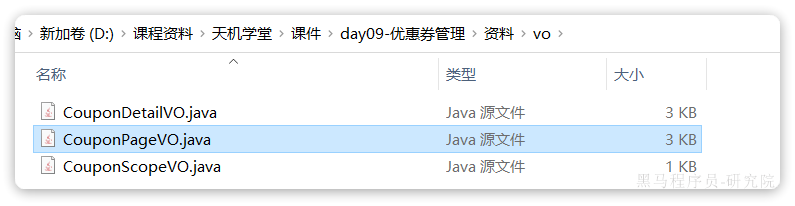 脑 › 新加卷 (D:) › 课程资料 › 天机学堂 › 课件 › day09-优惠券管理 › 资料 › vo ›
名称 类型 大小
CouponDetailVO.java Java 源文件 3 KB
CouponPageVO.java Java 源文件 3 KB
CouponScopeVO.java Java 源文件 1 KB
黑马程序员-研究院